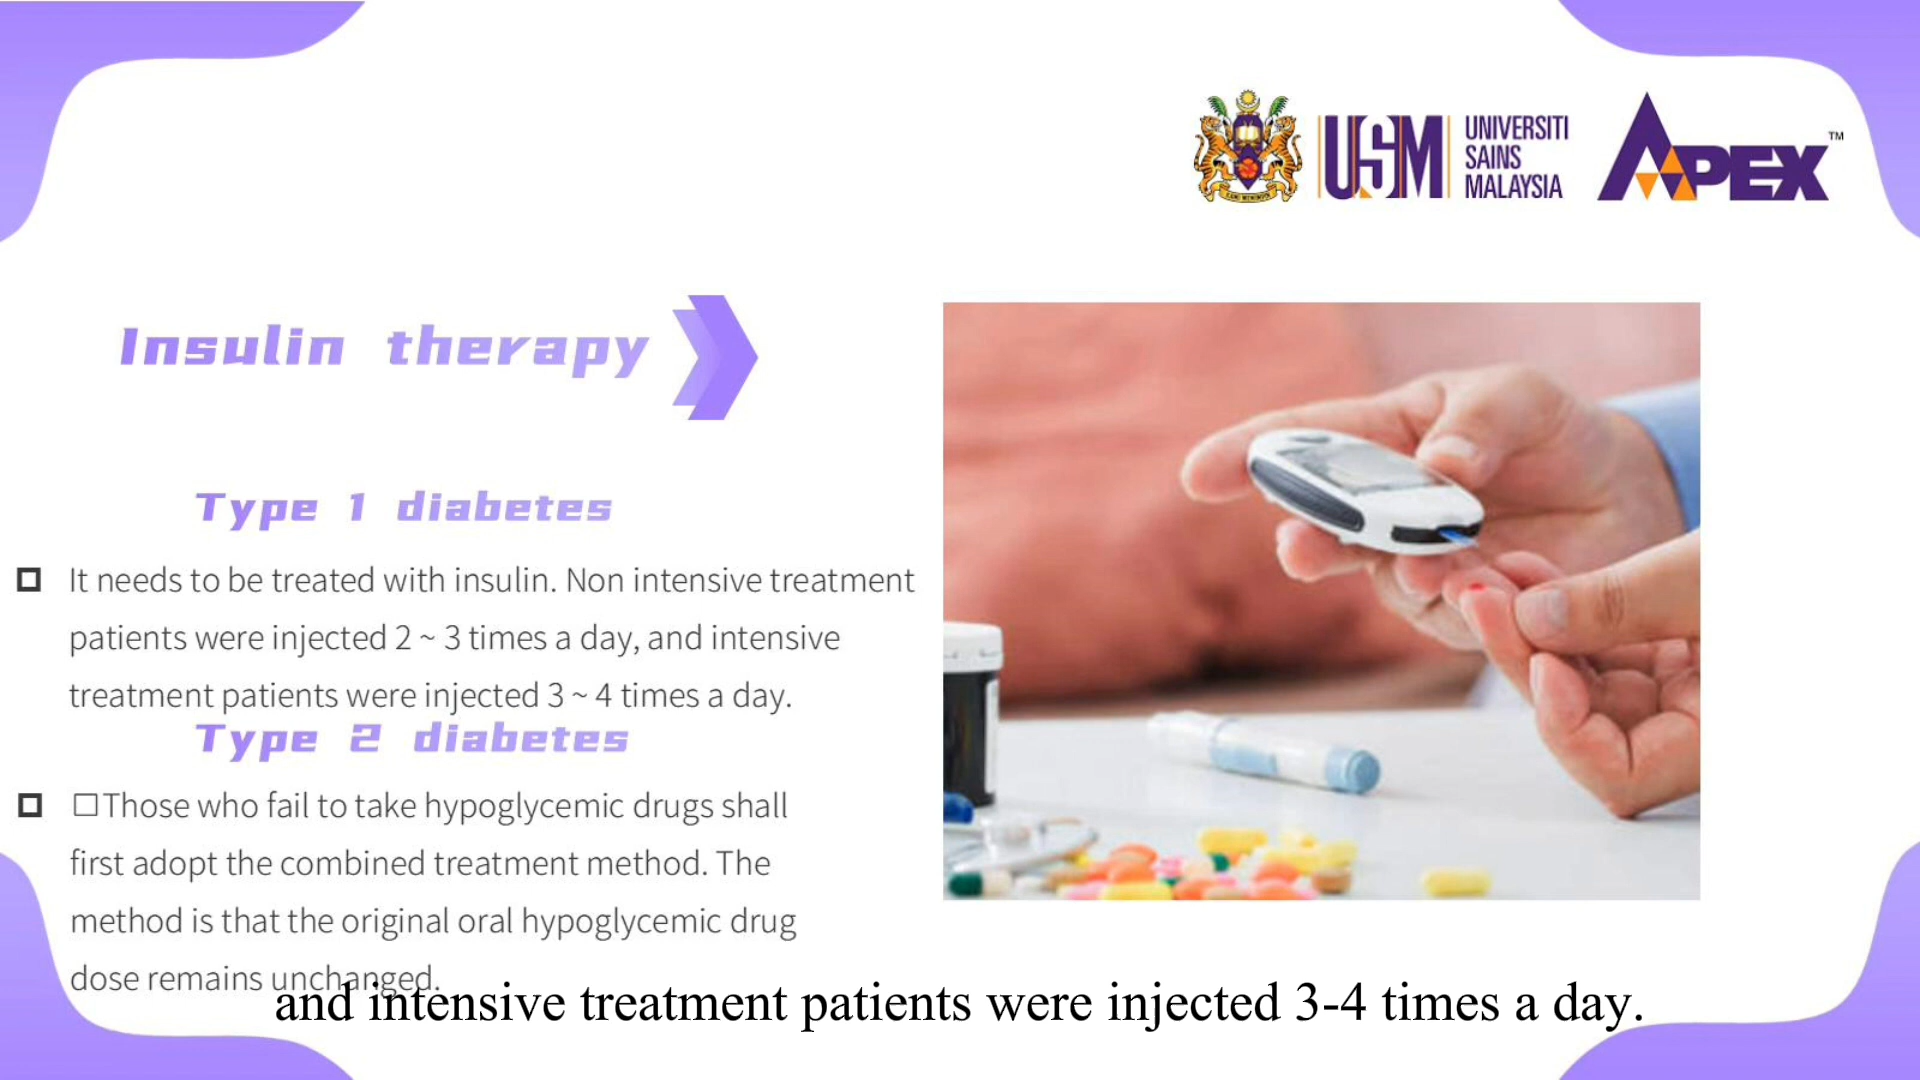 UNIVERSITI
USM SAINS APEX™
MALAYSIA
Insulin therapy
Type 1 diabetes
It needs to be treated with insulin. Non intensive treatment
patients were injected 2 ~ 3 times a day, and intensive
treatment patients were injected 3 ~ 4 times a day.
Type 2 diabetes
☐Those who fail to take hypoglycemic drugs shall
first adopt the combined treatment method. The
method is that the original oral hypoglycemic drug
dose remains unchanged.
and intensive treatment patients were injected 3-4 times a day.